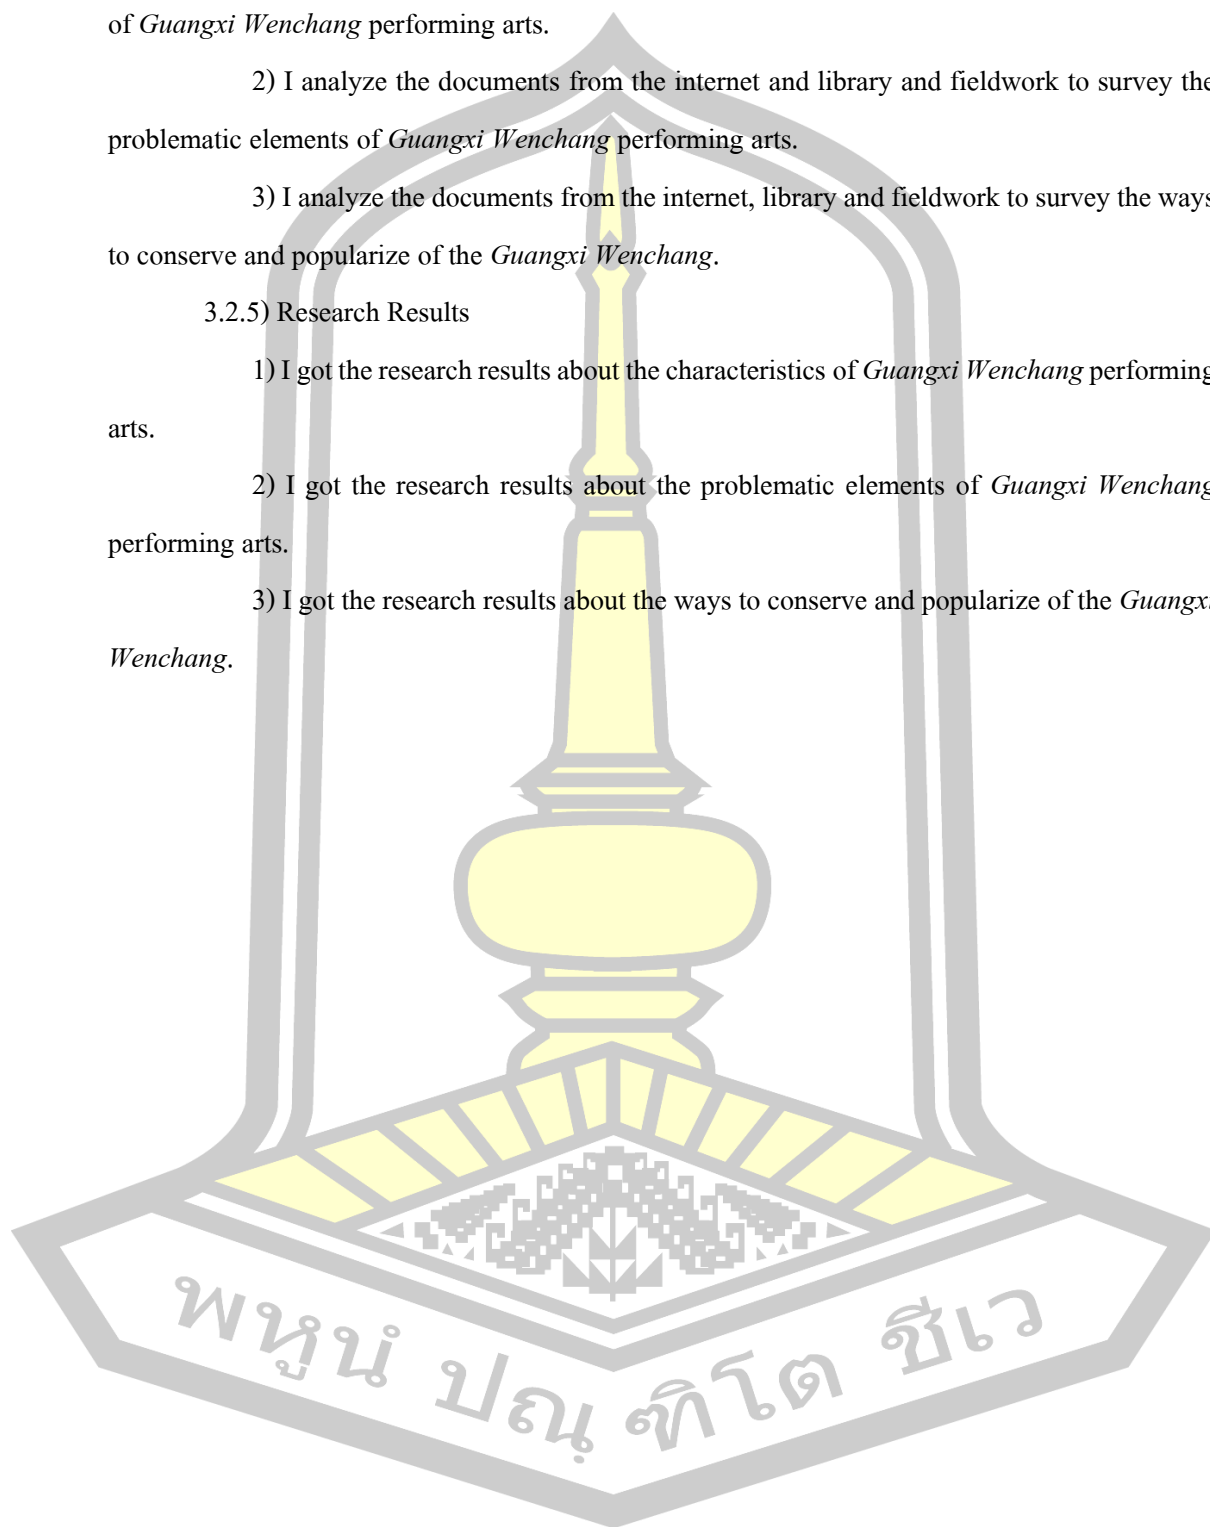 of Guangxi Wenchang performing arts.
2) I analyze the documents from the internet and library and fieldwork to survey the
problematic elements of Guangxi Wenchang performing arts.
3) I analyze the documents from the internet, library and fieldwork to survey the ways
to conserve and popularize of the Guangxi Wenchang.
3.2.5) Research Results
1) I got the research results about the characteristics of Guangxi Wenchang performing
arts.
2) I got the research results about the problematic elements of Guangxi Wenchang
performing arts.
3) I got the research results about the ways to conserve and popularize of the Guangxi
Wenchang.
พหูนํ ปณฺฑิโต ชีเว